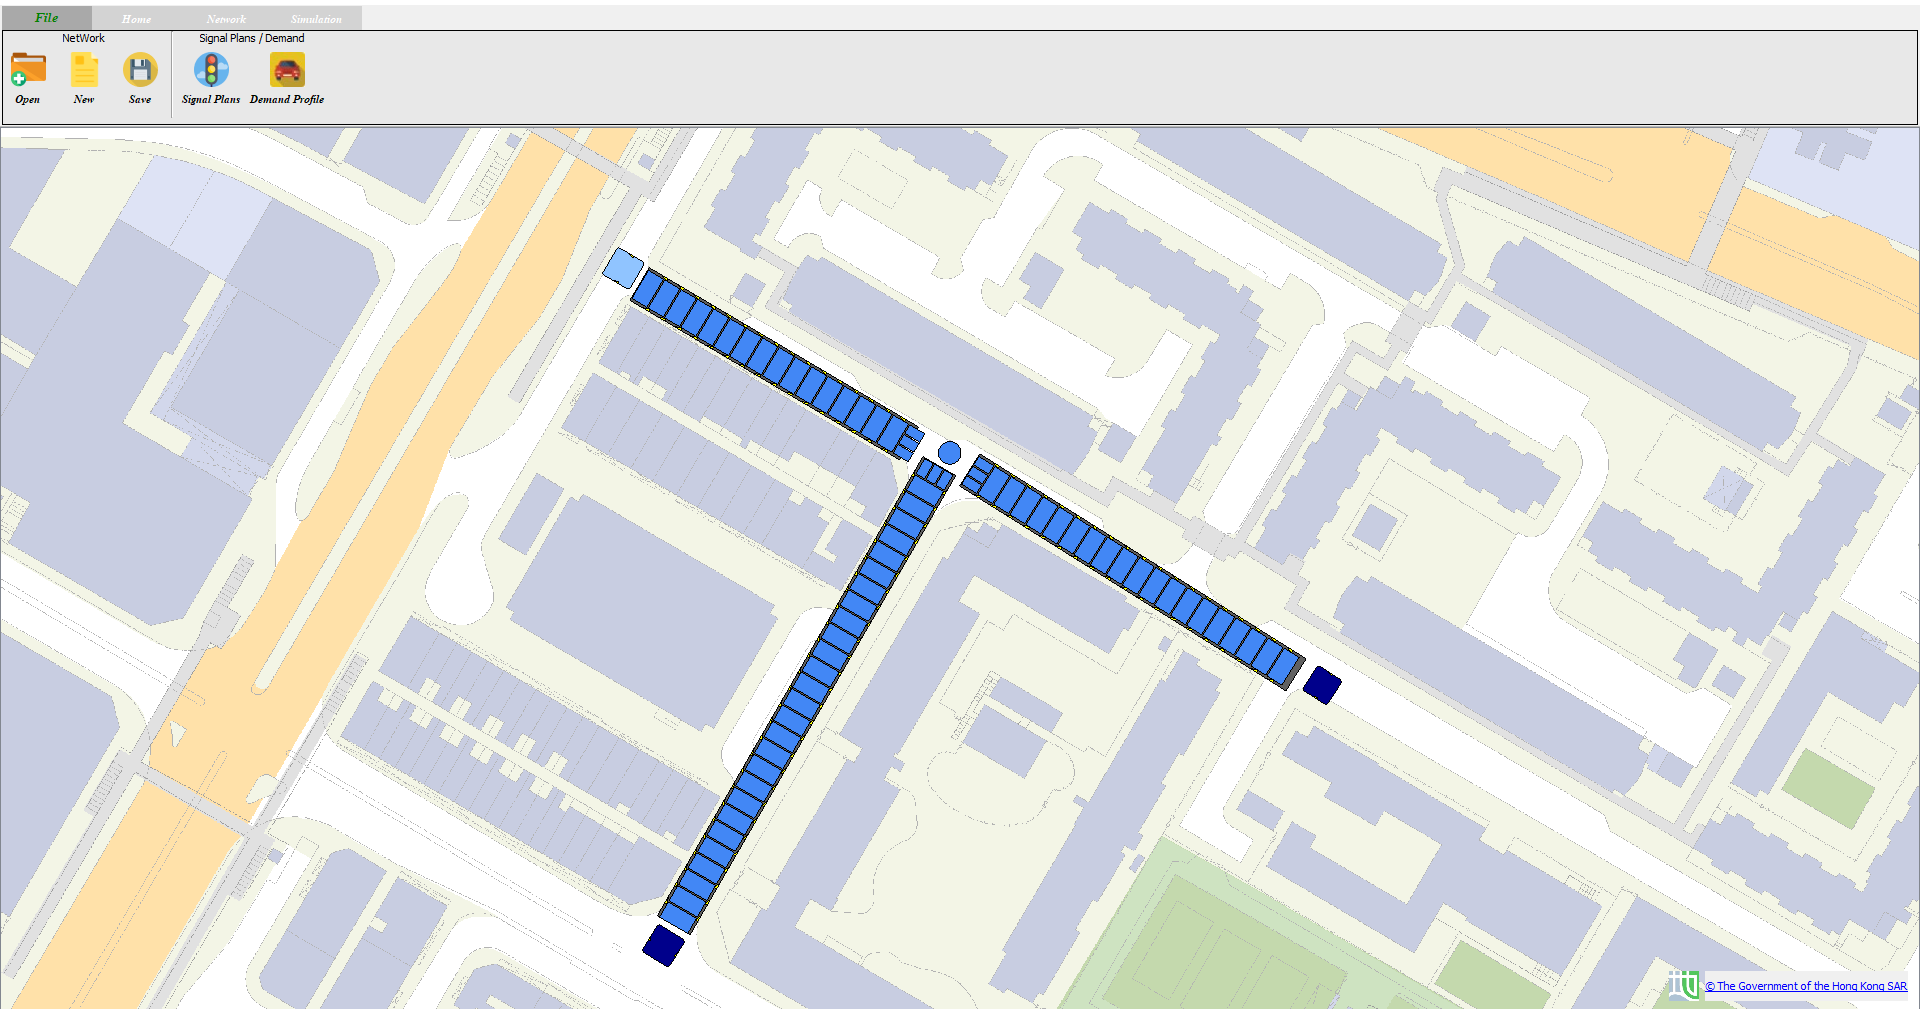 File Home Network Simulation
NetWork Signal Plans / Demand
Open New Save Signal Plans Demand Profile
© The Government of the Hong Kong SAR